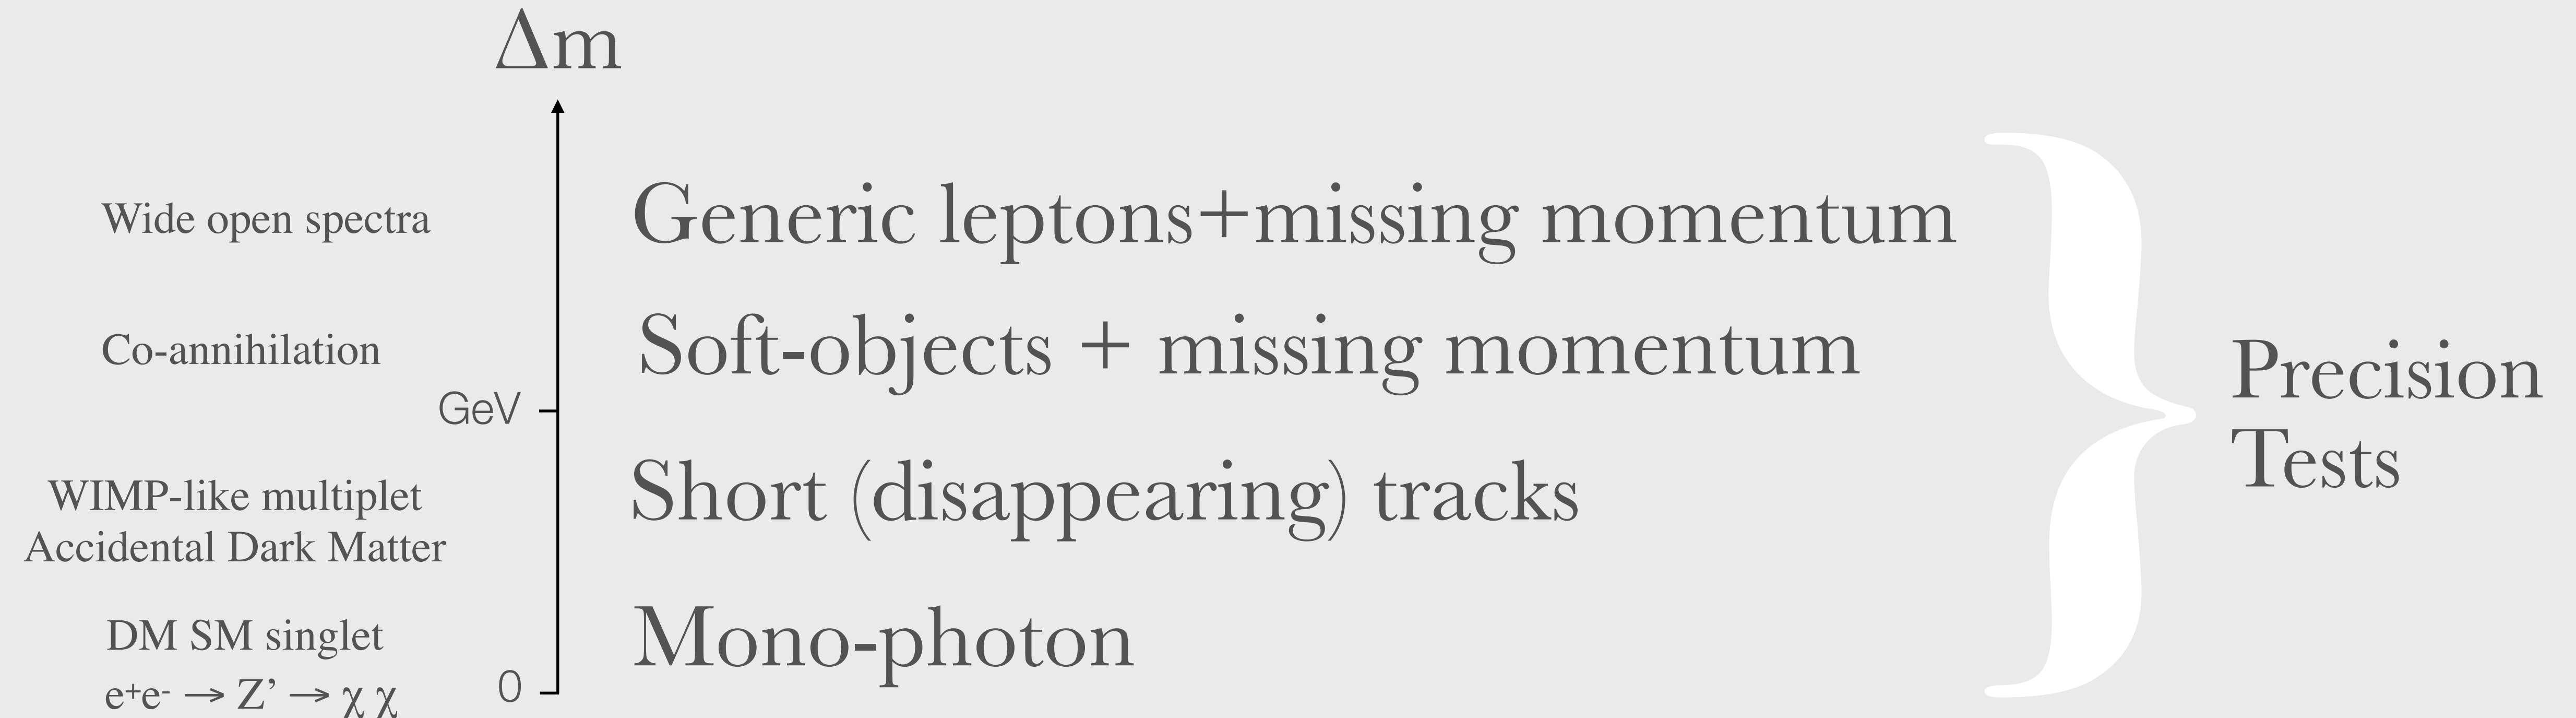 Δm
Wide open spectra
Generic leptons+missing momentum
Co-annihilation
Soft-objects + missing momentum
GeV
Precision
Tests
WIMP-like multiplet
Accidental Dark Matter
Short (disappearing) tracks
DM SM singlet
Mono-photon
e⁺e⁻ → Z’ → χ χ
0